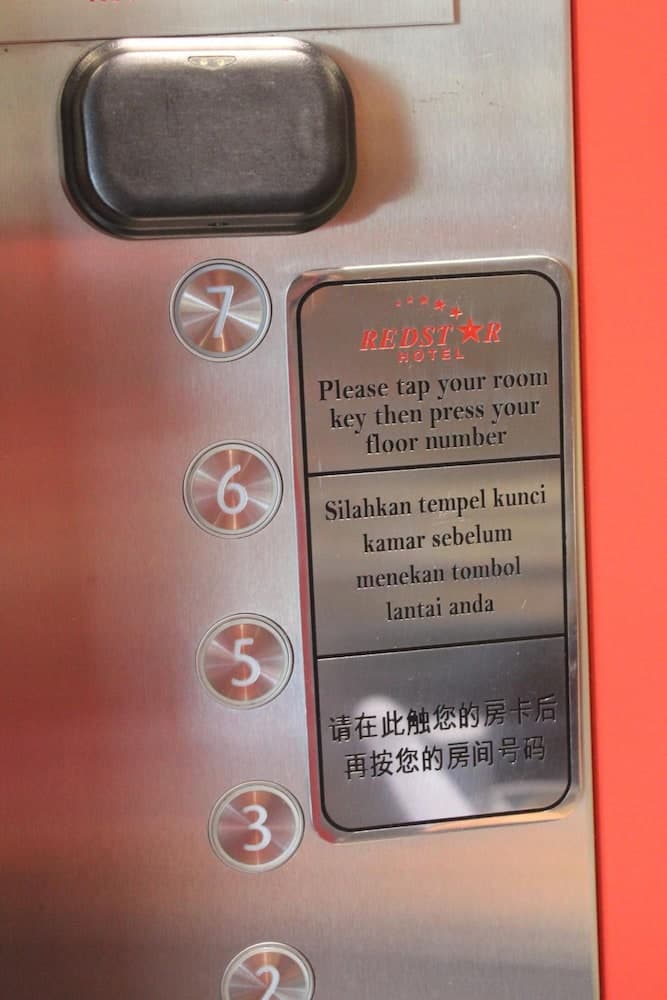 7
REDSTAR
HOTEL
Please tap your room
key then press your
floor number
6
Silahkan tempel kunci
kamar sebelum
menekan tombol
lantai anda
5
请在此触您的房卡后
再按您的房间号码
3
2